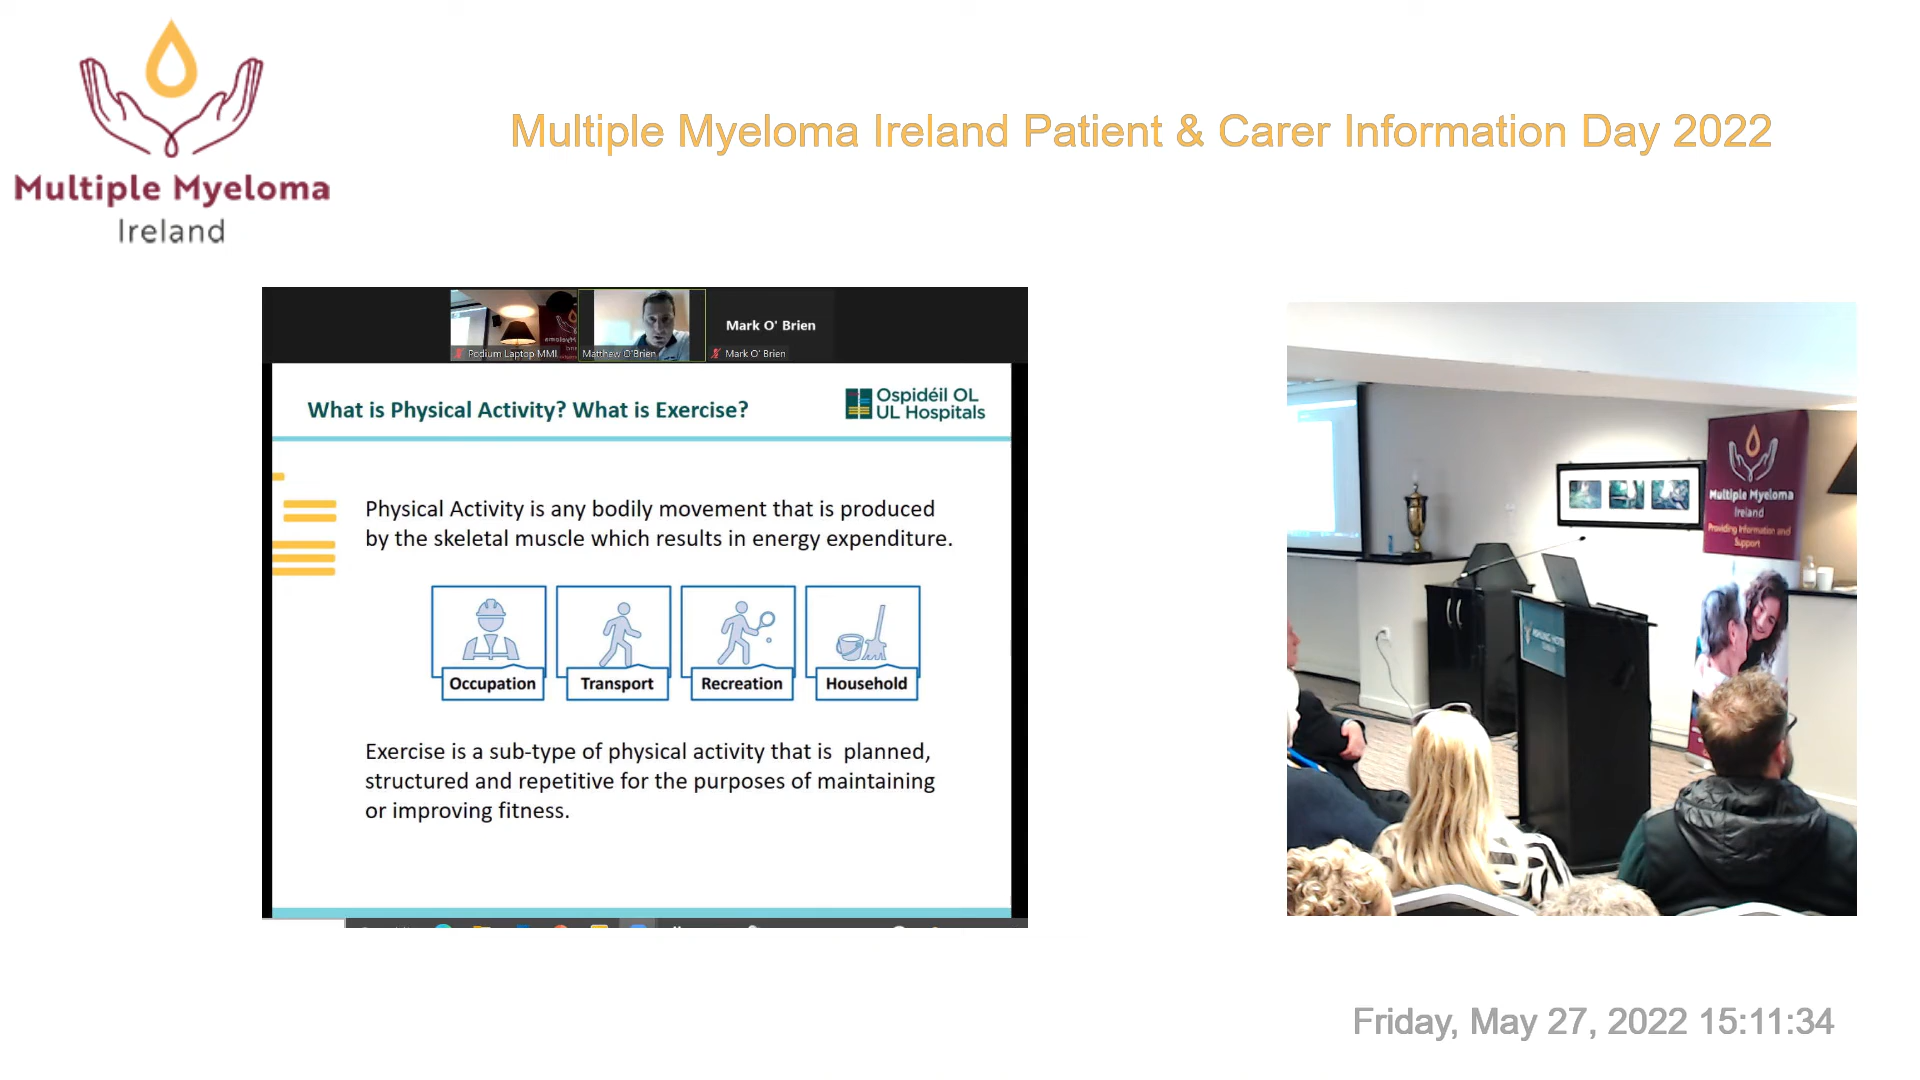 Multiple Myeloma
Ireland
Multiple Myeloma Ireland Patient & Carer Information Day 2022
Mark O' Brien
Podium Laptop MMI
Matthew O'Brien
Mark O' Brien
What is Physical Activity? What is Exercise?
Ospidéil OL
UL Hospitals
Physical Activity is any bodily movement that is produced
by the skeletal muscle which results in energy expenditure.
Occupation
Transport
Recreation
Household
Exercise is a sub-type of physical activity that is  planned,
structured and repetitive for the purposes of maintaining
or improving fitness.
Multiple Myeloma
Ireland
Providing Information and
Support
Friday, May 27, 2022 15:11:34